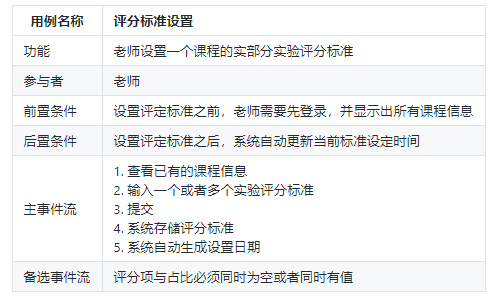 用例名称 评分标准设置
功能 老师设置一个课程的实部分实验评分标准
参与者 老师
前置条件 设置评定标准之前，老师需要先登录，并显示出所有课程信息
后置条件 设置评定标准之后，系统自动更新当前标准设定时间
主事件流
1. 查看已有的课程信息
2. 输入一个或者多个实验评分标准
3. 提交
4. 系统存储评分标准
5. 系统自动生成设置日期
备选事件流 评分项与占比必须同时为空或者同时有值